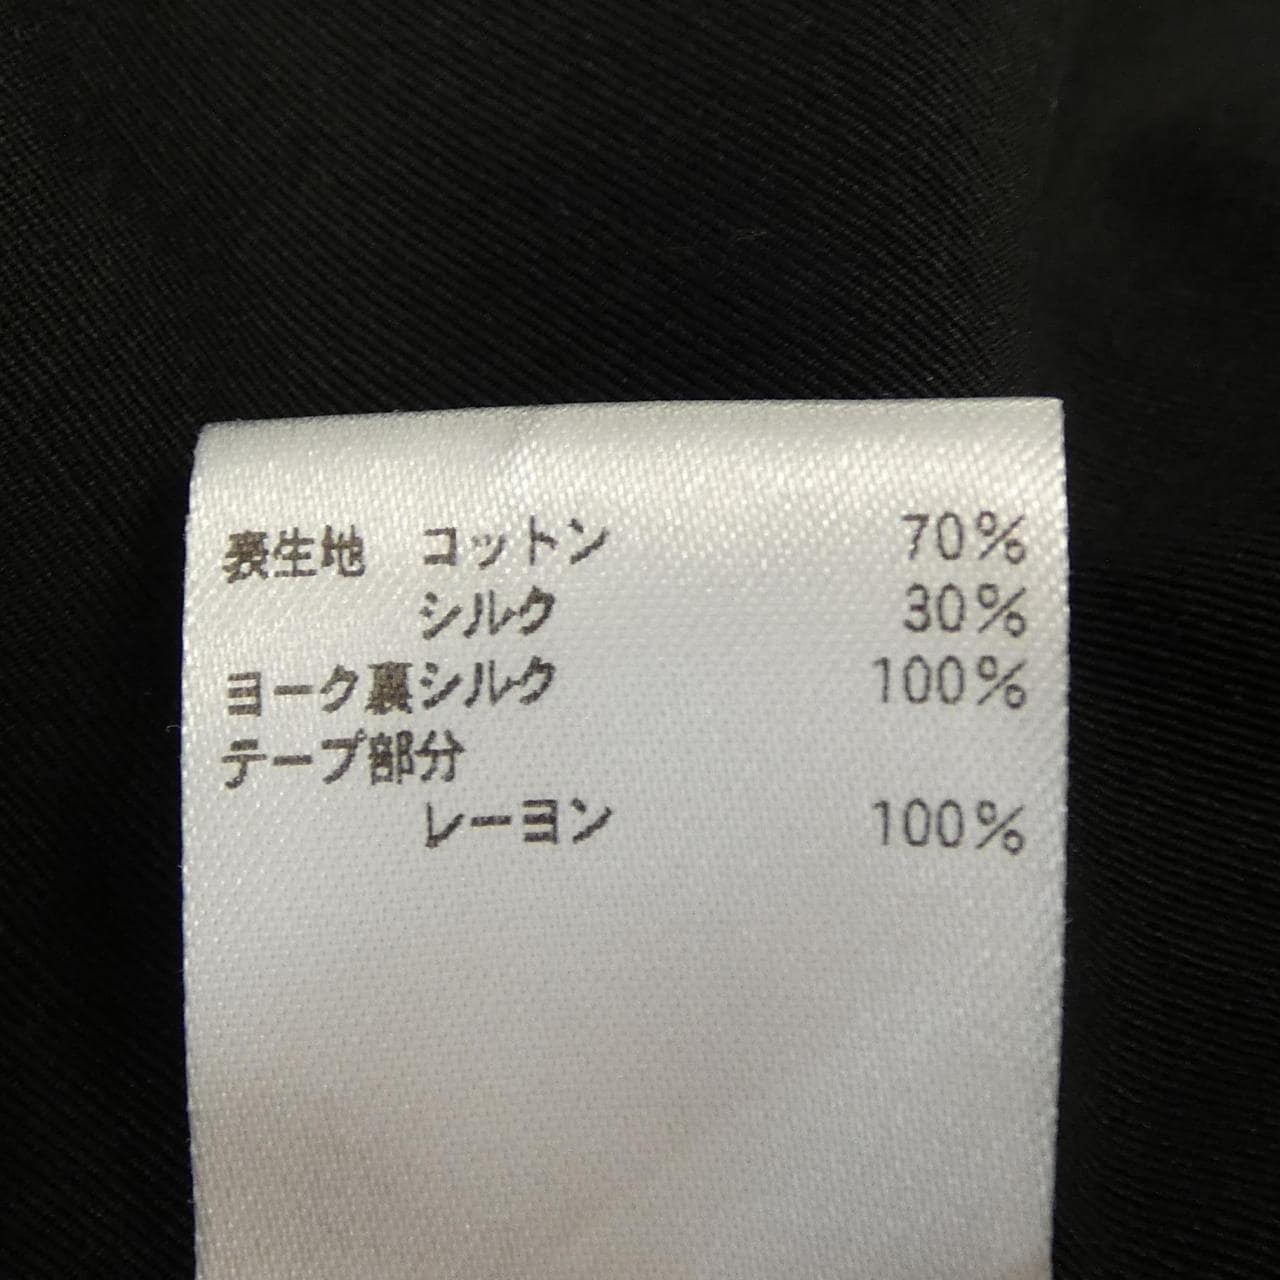 表生地 コットン 70%
シルク 30%
ヨーク裏シルク 100%
テープ部分
レーヨン 100%